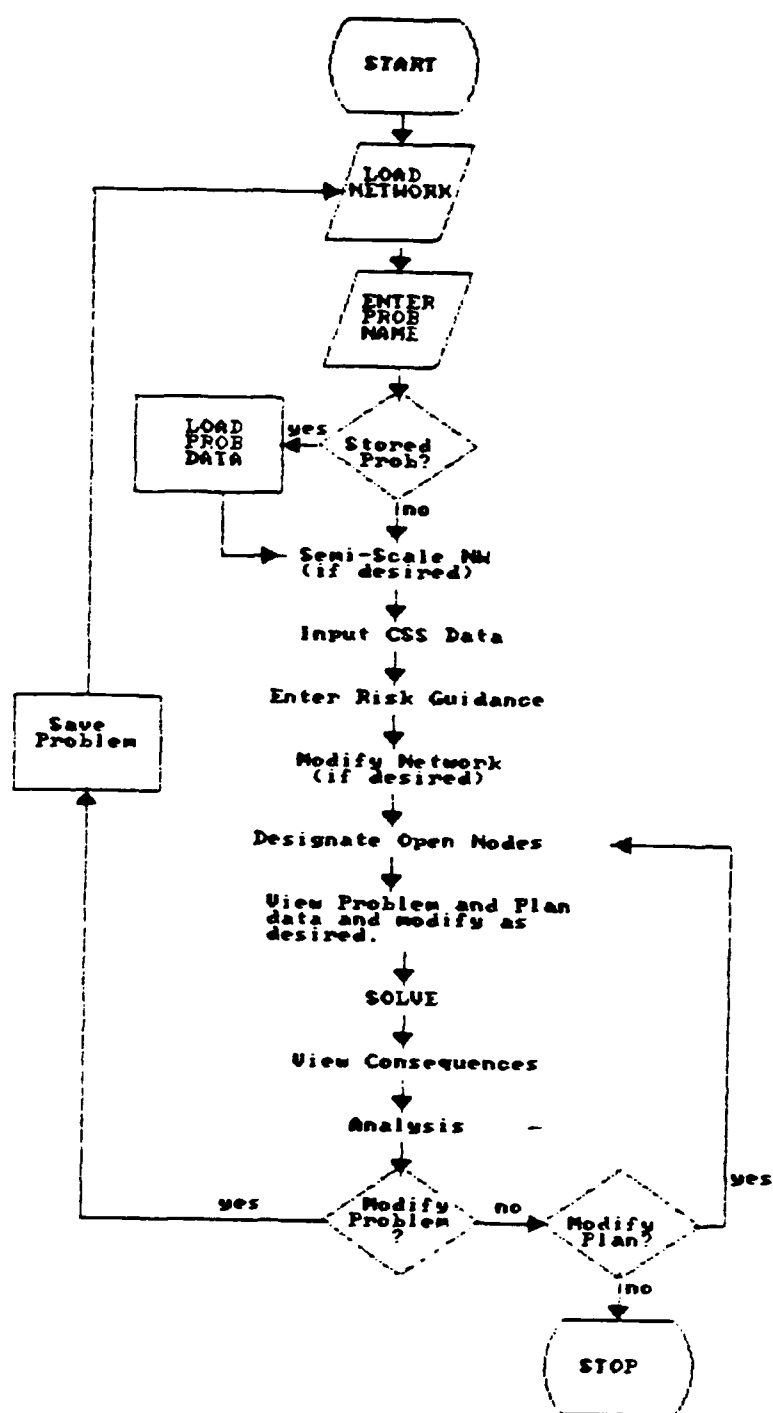 START
LOAD
NETWORK
ENTER
PROB
NAME
LOAD
PROB
DATA
yes
Stored
Prob?
no
Semi-Scale NW
(if desired)
Input CSS Data
Enter Risk Guidance
Save
Problem
Modify Network
(if desired)
Designate Open Nodes
View Problem and Plan
data and modify as
desired.
SOLVE
View Consequences
Analysis
yes
Modify
Problem
?
no
Modify
Plan?
yes
no
STOP